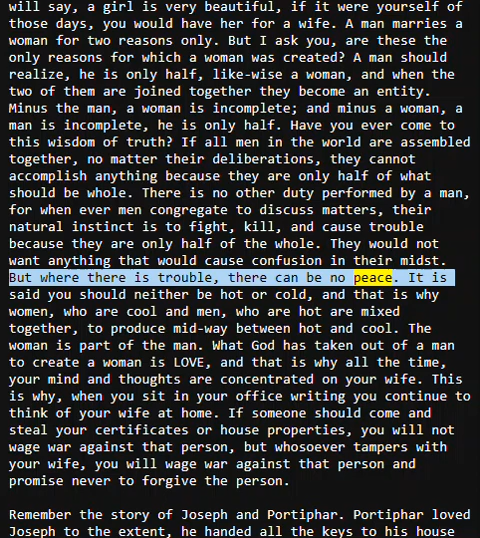 will say, a girl is very beautiful, if it were yourself of
those days, you would have her for a wife. A man marries a
woman for two reasons only. But I ask you, are these the
only reasons for which a woman was created? A man should
realize, he is only half, like-wise a woman, and when the
two of them are joined together they become an entity.
Minus the man, a woman is incomplete; and minus a woman, a
man is incomplete, he is only half. Have you ever come to
this wisdom of truth? If all men in the world are assembled
together, no matter their deliberations, they cannot
accomplish anything because they are only half of what
should be whole. There is no other duty performed by a man,
for when ever men congregate to discuss matters, their
natural instinct is to fight, kill, and cause trouble
because they are only half of the whole. They would not
want anything that would cause confusion in their midst.
But where there is trouble, there can be no peace. It is
said you should neither be hot or cold, and that is why
women, who are cool and men, who are hot are mixed
together, to produce mid-way between hot and cool. The
woman is part of the man. What God has taken out of a man
to create a woman is LOVE, and that is why all the time,
your mind and thoughts are concentrated on your wife. This
is why, when you sit in your office writing you continue to
think of your wife at home. If someone should come and
steal your certificates or house properties, you will not
wage war against that person, but whosoever tampers with
your wife, you will wage war against that person and
promise never to forgive the person.
Remember the story of Joseph and Portiphar. Portiphar loved
Joseph to the extent, he handed all the keys to his house